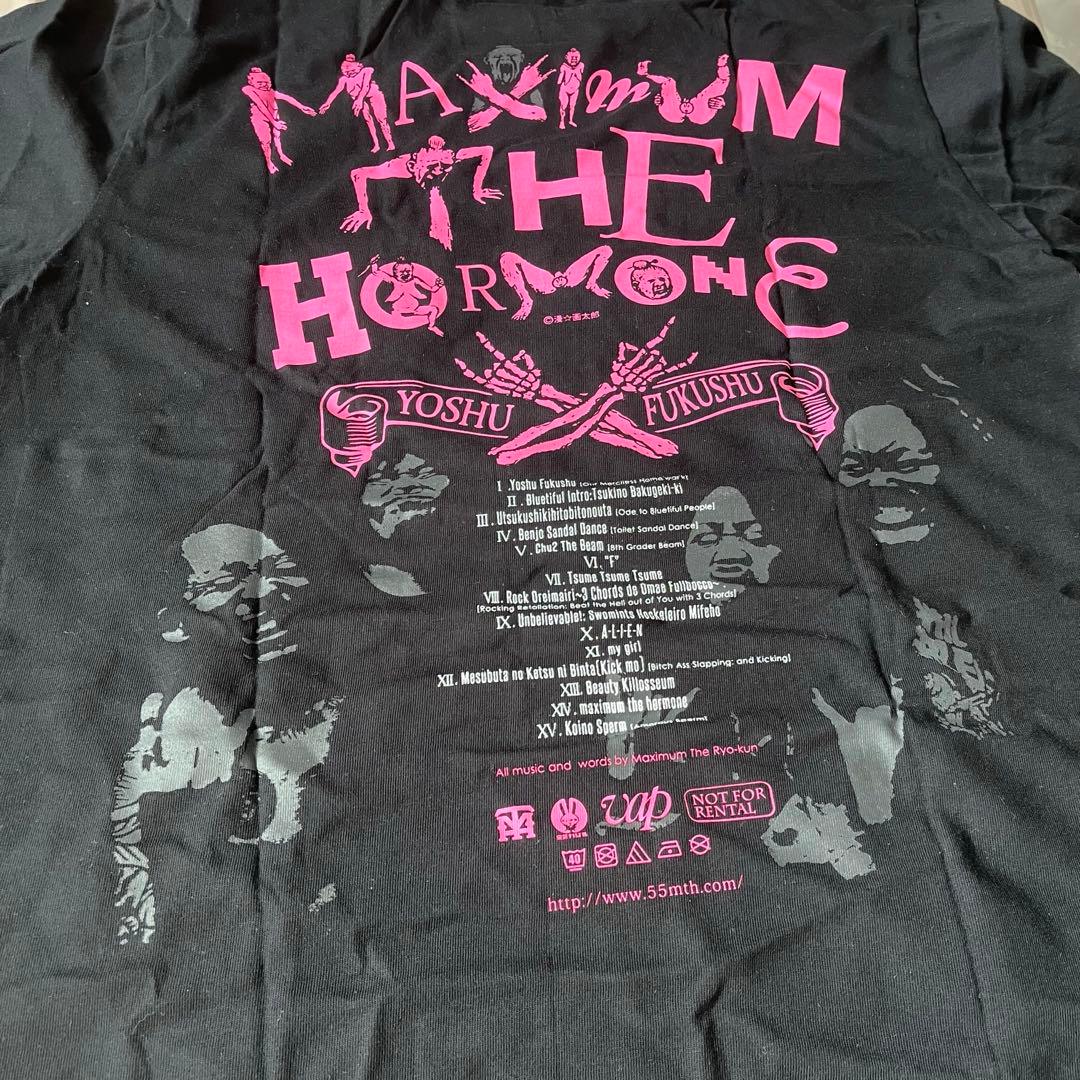 MAXIMUM
THE
HORMONE
©漫☆画太郎
YOSHU FUKUSHU
I .Yoshu Fukushu [Our Merciless Home Work]
II . Bluetiful Intro:Tsukino Bakugeki-ki
III . Utsukushikihitobitonouta [Ode to Bluetiful People]
IV . Benjo Sandal Dance [Toilet Sandal Dance]
V . Chu2 The Beam [8th Grader Beam]
VI . "F"
VII . Tsume Tsume Tsume
VIII . Rock Oreimairi~3 Chords de Omae Fullbocco~
[Rocking Retaliation: Beat the Hell out of You with 3 Chords]
IX . Unbelievable!: Swomints Hockeleiro Mifeho
X . A-L-I-E-N
XI . my girl
XII . Mesubuta no Ketsu ni Binta(Kick mo) [Bitch Ass Slapping: and Kicking]
XIII . Beauty Killosseum
XIV . maximum the hormone
XV . Koino Sperm
All music and words by Maximum The Ryo-kun
vap NOT FOR
RENTAL
40
http://www.55mth.com/